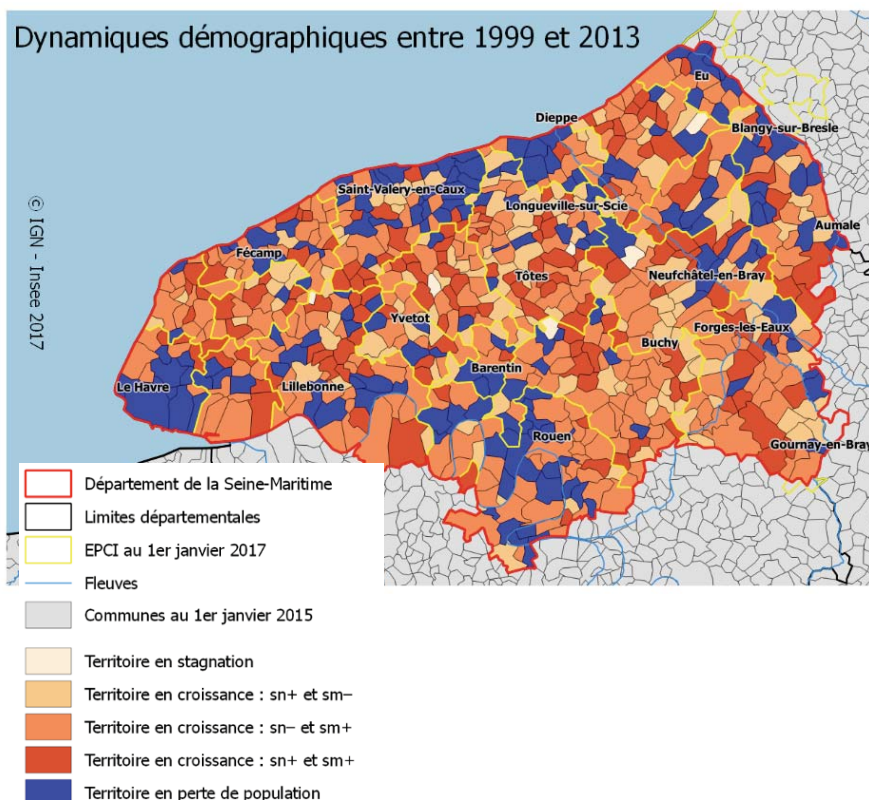 Dynamiques démographiques entre 1999 et 2013
Eu
Dieppe
Blangy-sur-Bresle
Saint-Valery-en-Caux
Longueville-sur-Scie
Aumale
Fécamp
Tôtes
Neufchâtel-en-Bray
Yvetot
Forges-les-Eaux
Buchy
Barentin
Le Havre
Lillebonne
Rouen
Gournay-en-Bray
© IGN - Insee 2017
Département de la Seine-Maritime
Limites départementales
EPCI au 1er janvier 2017
Fleuves
Communes au 1er janvier 2015
Territoire en stagnation
Territoire en croissance : sn+ et sm−
Territoire en croissance : sn− et sm+
Territoire en croissance : sn+ et sm+
Territoire en perte de population